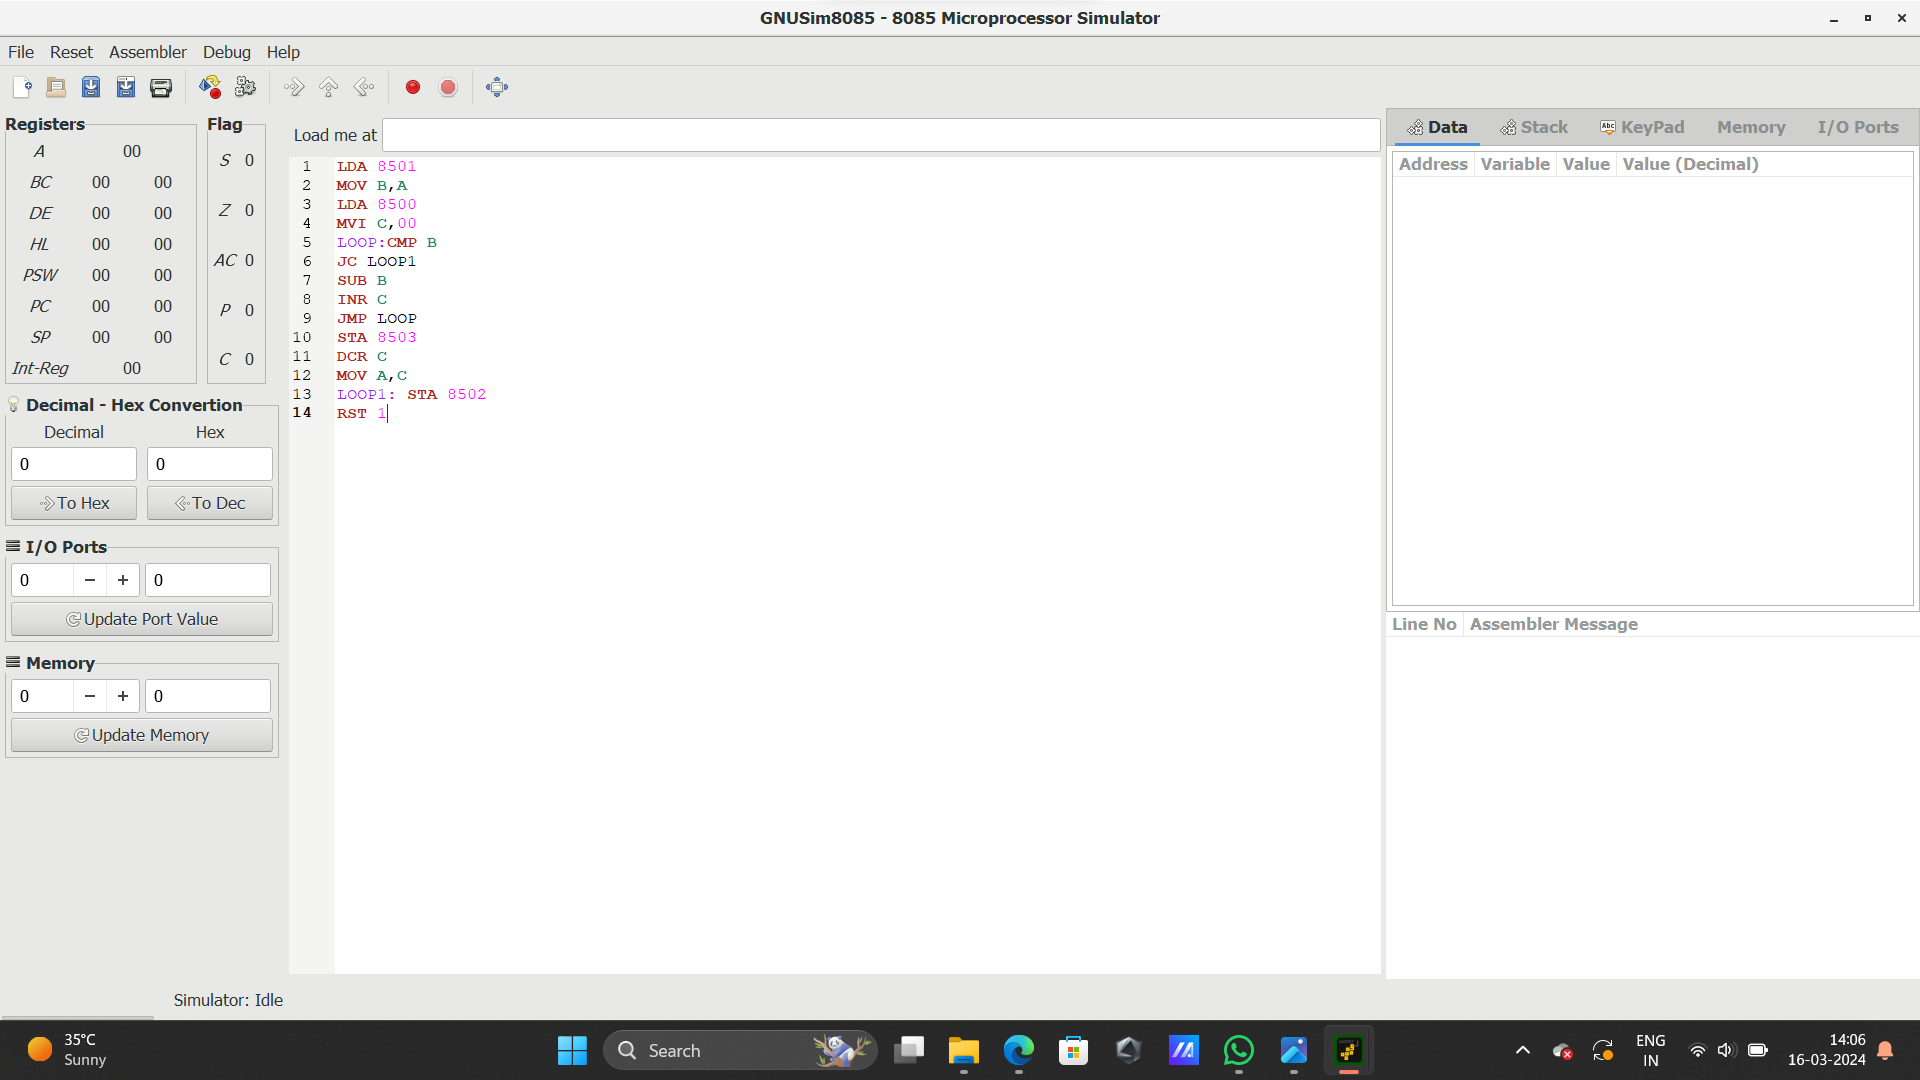 GNUSim8085 - 8085 Microprocessor Simulator
File Reset Assembler Debug Help
Registers
A 00
BC 00 00
DE 00 00
HL 00 00
PSW 00 00
PC 00 00
SP 00 00
Int-Reg 00
Flag
S 0
Z 0
AC 0
P 0
C 0
Decimal - Hex Convertion
Decimal Hex
0 0
To Hex To Dec
I/O Ports
0 − + 0
Update Port Value
Memory
0 − + 0
Update Memory
Load me at
1 LDA 8501
2 MOV B,A
3 LDA 8500
4 MVI C,00
5 LOOP:CMP B
6 JC LOOP1
7 SUB B
8 INR C
9 JMP LOOP
10 STA 8503
11 DCR C
12 MOV A,C
13 LOOP1: STA 8502
14 RST 1
Data Stack Abc KeyPad Memory I/O Ports
Address Variable Value Value (Decimal)
Line No Assembler Message
Simulator: Idle
35°C
Sunny
Search
ENG
IN
14:06
16-03-2024